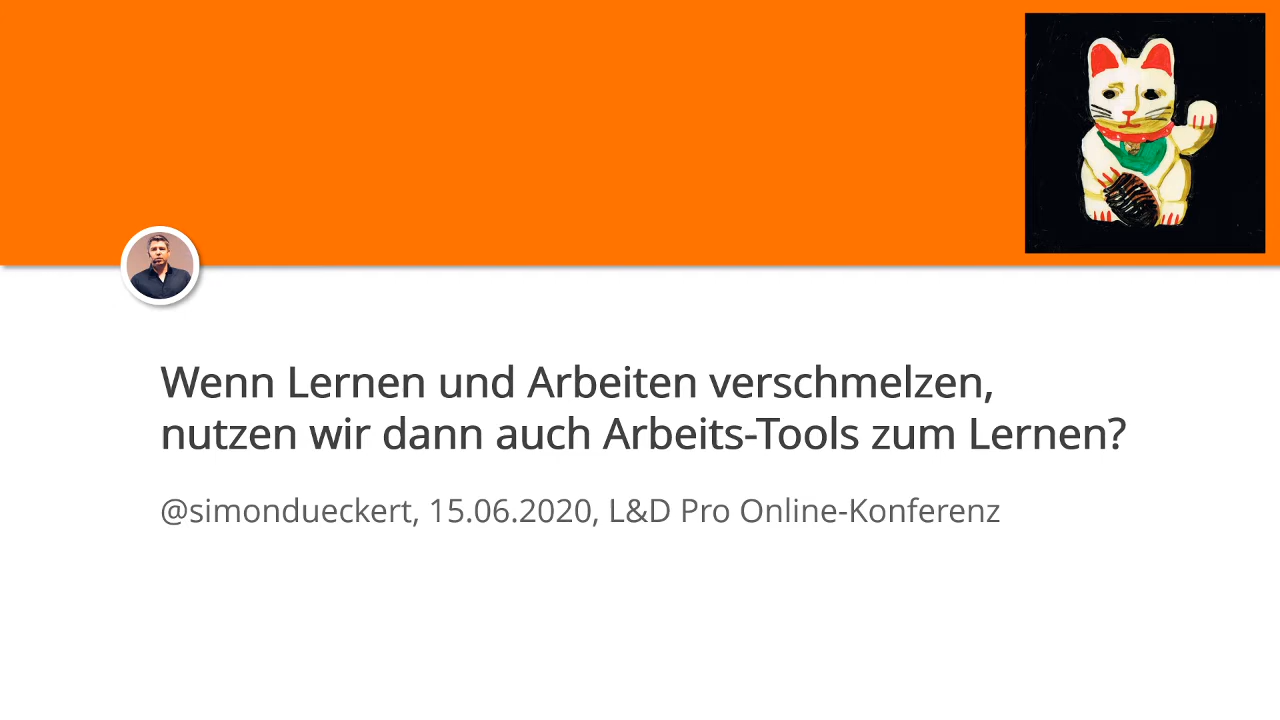 Wenn Lernen und Arbeiten verschmelzen,
nutzen wir dann auch Arbeits-Tools zum Lernen?
@simondueckert, 15.06.2020, L&D Pro Online-Konferenz